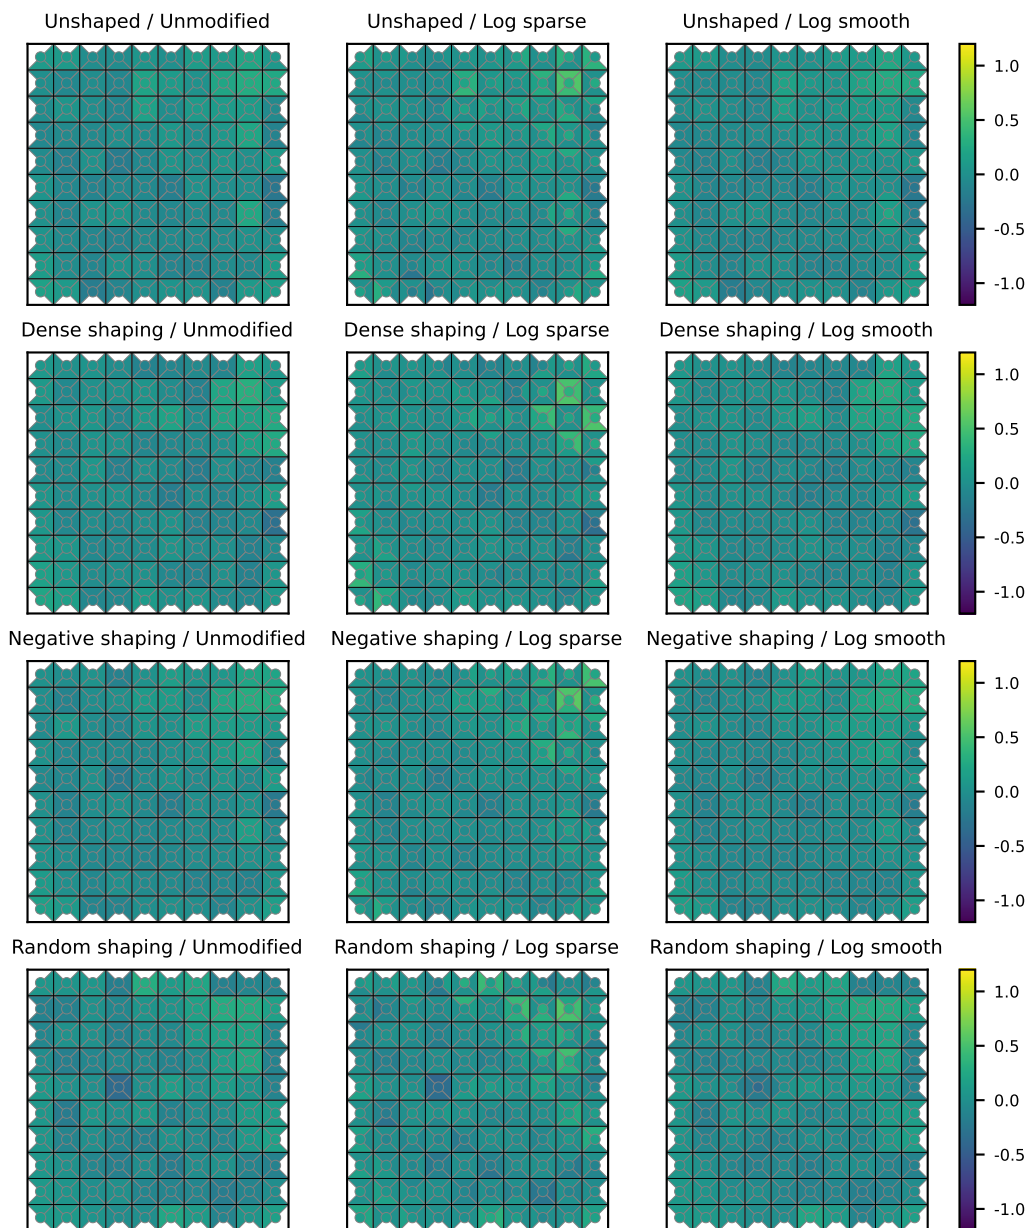 Unshaped / Unmodified
Unshaped / Log sparse
Unshaped / Log smooth
1.0
0.5
0.0
-0.5
-1.0
Dense shaping / Unmodified
Dense shaping / Log sparse
Dense shaping / Log smooth
1.0
0.5
0.0
-0.5
-1.0
Negative shaping / Unmodified
Negative shaping / Log sparse
Negative shaping / Log smooth
1.0
0.5
0.0
-0.5
-1.0
Random shaping / Unmodified
Random shaping / Log sparse
Random shaping / Log smooth
1.0
0.5
0.0
-0.5
-1.0